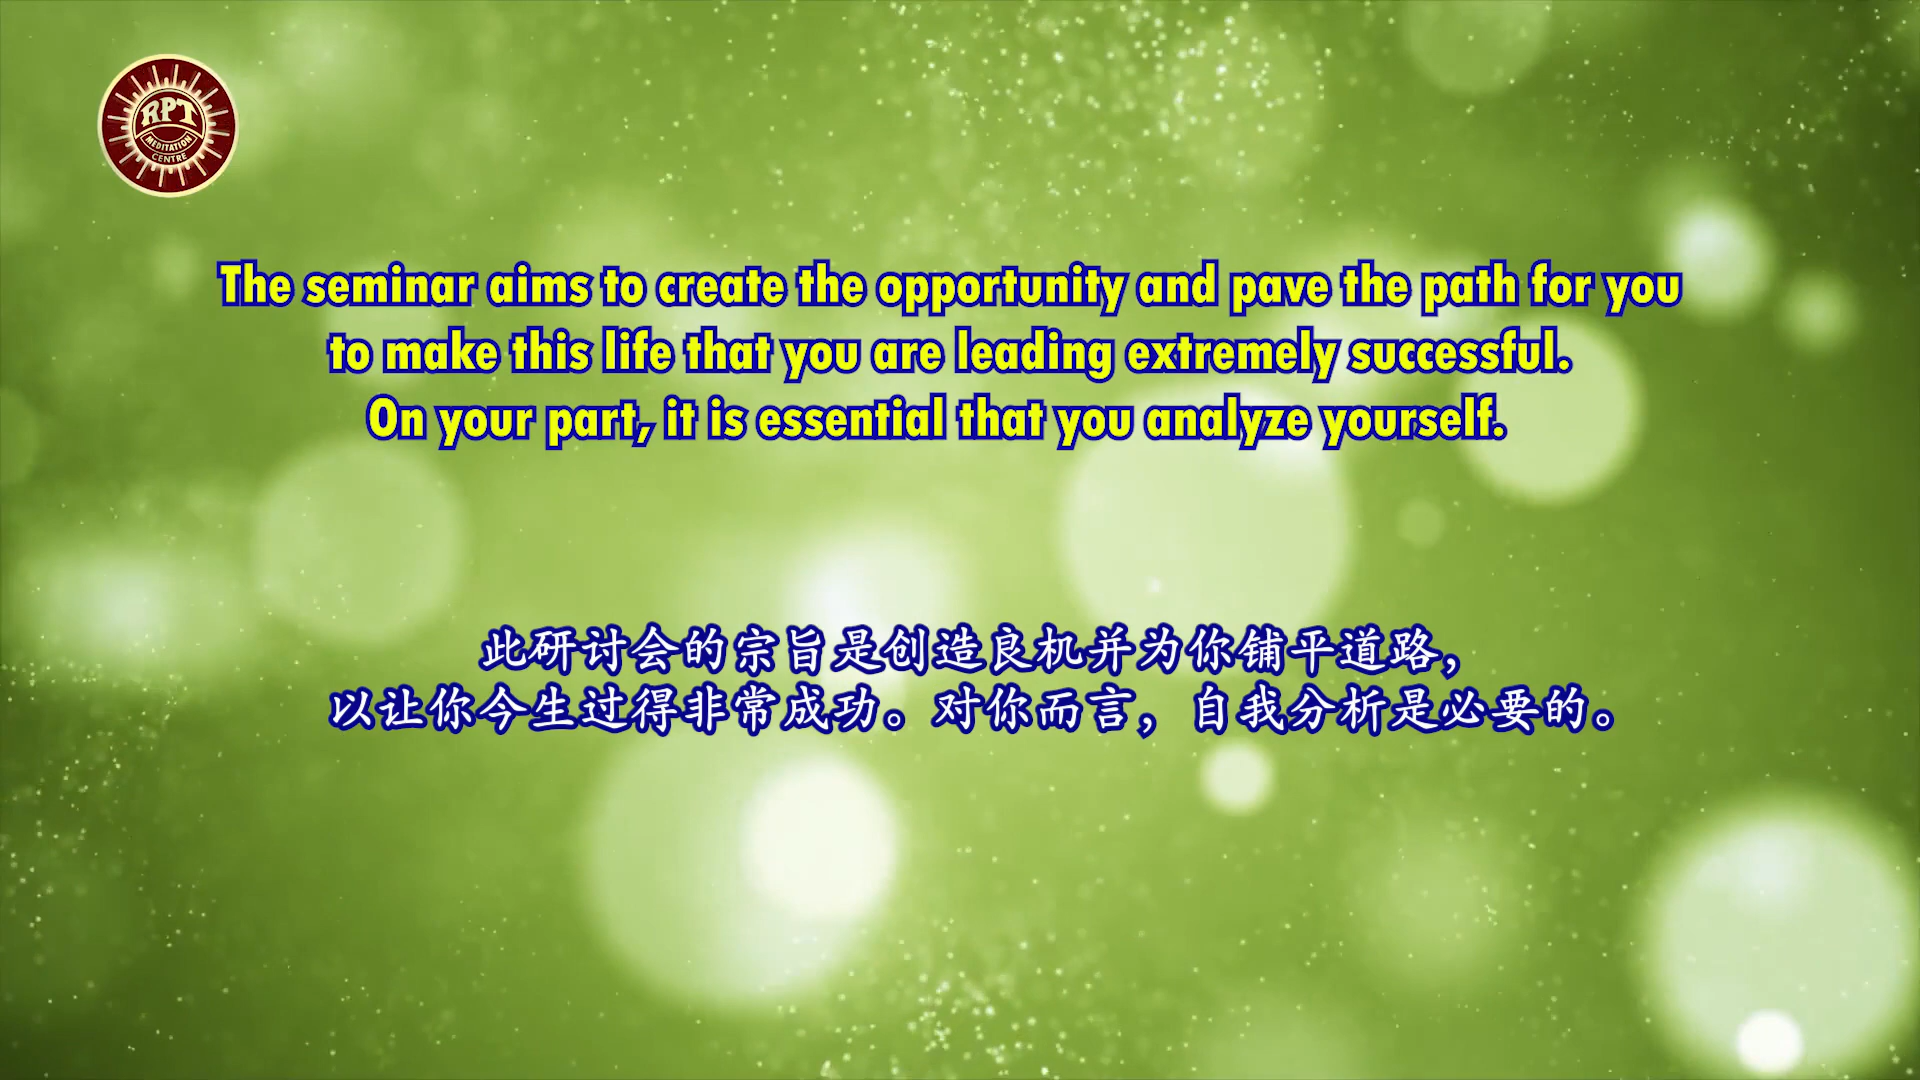 RPT
MEDITATION
CENTRE
The seminar aims to create the opportunity and pave the path for you
to make this life that you are leading extremely successful.
On your part, it is essential that you analyze yourself.
此研讨会的宗旨是创造良机并为你铺平道路，
以让你今生过得非常成功。对你而言，自我分析是必要的。